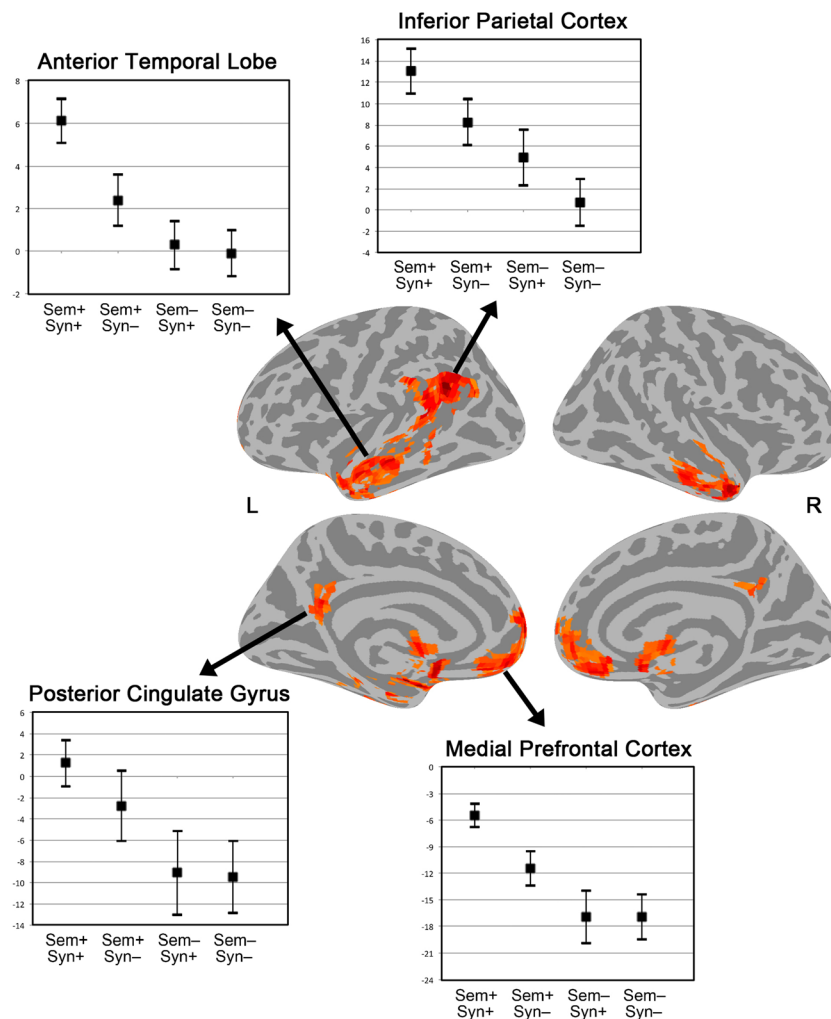 Inferior Parietal Cortex
Anterior Temporal Lobe
16
14
12
10
8
6
4
2
0
-2
-4
Sem+ Sem+ Sem– Sem–
Syn+ Syn– Syn+ Syn–
8
6
4
2
0
-2
Sem+ Sem+ Sem– Sem–
Syn+ Syn– Syn+ Syn–
L
R
Posterior Cingulate Gyrus
6
4
2
0
-2
-4
-6
-8
-10
-12
-14
Sem+ Sem+ Sem– Sem–
Syn+ Syn– Syn+ Syn–
Medial Prefrontal Cortex
0
-3
-6
-9
-12
-15
-18
-21
-24
Sem+ Sem+ Sem– Sem–
Syn+ Syn– Syn+ Syn–